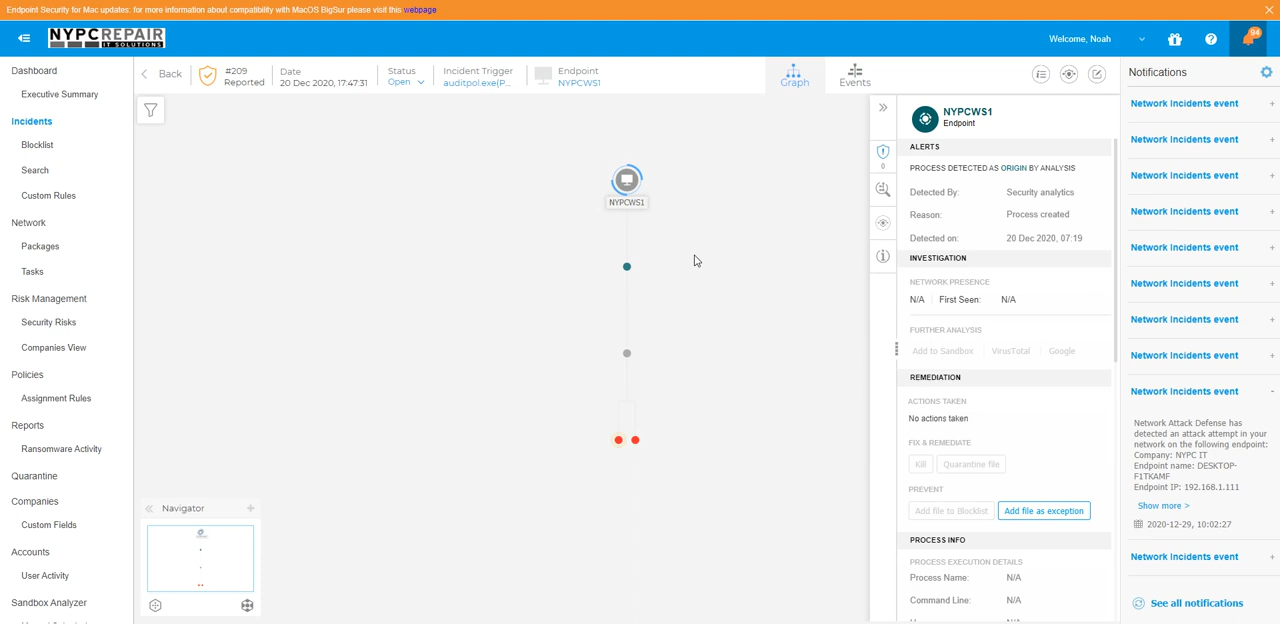 Endpoint Security for Mac updates: for more information about compatibility with MacOS BigSur please visit this webpage
NYPCREPAIR
IT SOLUTIONS
Welcome, Noah
94
Dashboard
Executive Summary
Incidents
Blocklist
Search
Custom Rules
Network
Packages
Tasks
Risk Management
Security Risks
Companies View
Policies
Assignment Rules
Reports
Ransomware Activity
Quarantine
Companies
Custom Fields
Accounts
User Activity
Sandbox Analyzer
Back
#209
Reported
Date
20 Dec 2020, 17:47:31
Status
Open
Incident Trigger
auditpol.exe(P...
Endpoint
NYPCWS1
Graph
Events
NYPCWS1
Navigator
0
NYPCWS1
Endpoint
ALERTS
PROCESS DETECTED AS ORIGIN BY ANALYSIS
Detected By: Security analytics
Reason: Process created
Detected on: 20 Dec 2020, 07:19
INVESTIGATION
NETWORK PRESENCE
N/A First Seen: N/A
FURTHER ANALYSIS
Add to Sandbox VirusTotal Google
REMEDIATION
ACTIONS TAKEN
No actions taken
FIX & REMEDIATE
Kill Quarantine file
PREVENT
Add file to Blocklist Add file as exception
PROCESS INFO
PROCESS EXECUTION DETAILS
Process Name: N/A
Command Line: N/A
Notifications
Network Incidents event +
Network Incidents event +
Network Incidents event +
Network Incidents event +
Network Incidents event +
Network Incidents event +
Network Incidents event +
Network Incidents event +
Network Incidents event -
Network Attack Defense has
detected an attack attempt in your
network on the following endpoint:
Company: NYPC IT
Endpoint name: DESKTOP-
F1TKAMF
Endpoint IP: 192.168.1.111
Show more >
2020-12-29, 10:02:27
Network Incidents event +
See all notifications